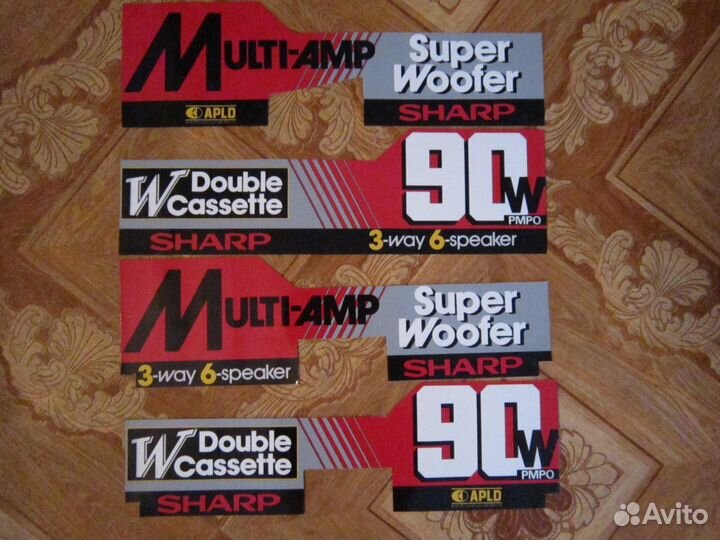 MULTI-AMP
Super
Woofer
APLD
SHARP
W Double
Cassette
90W
PMPO
SHARP
3-way 6-speaker
MULTI-AMP
Super
Woofer
3-way 6-speaker
SHARP
W Double
Cassette
90W
PMPO
SHARP
APLD
Avito